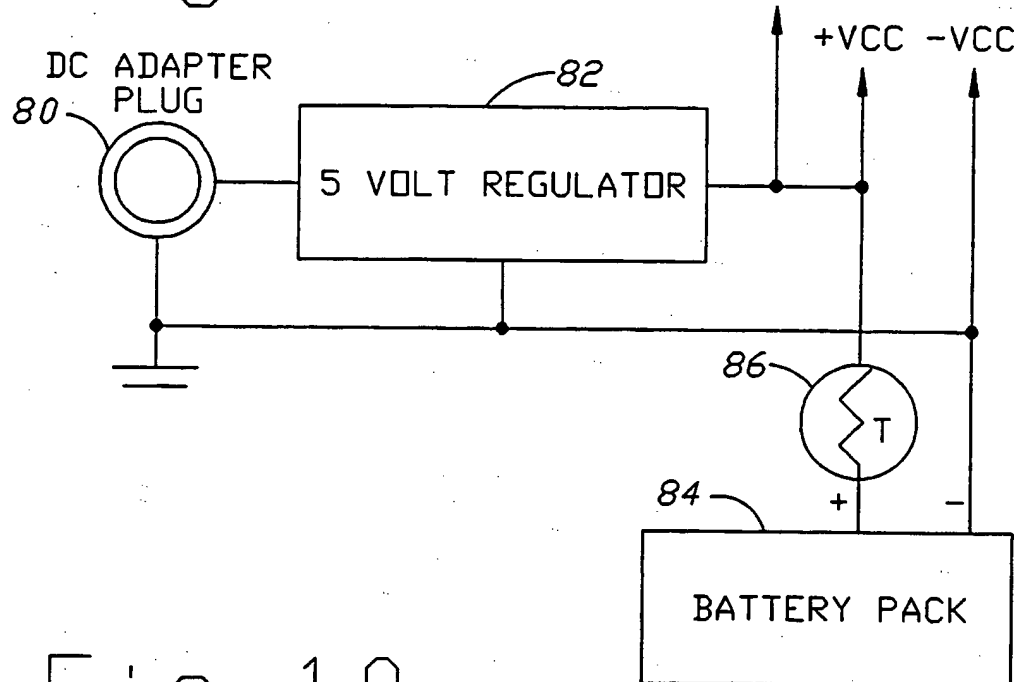 +VCC -VCC
DC ADAPTER
PLUG
80
82
5 VOLT REGULATOR
86
T
+ -
84
BATTERY PACK